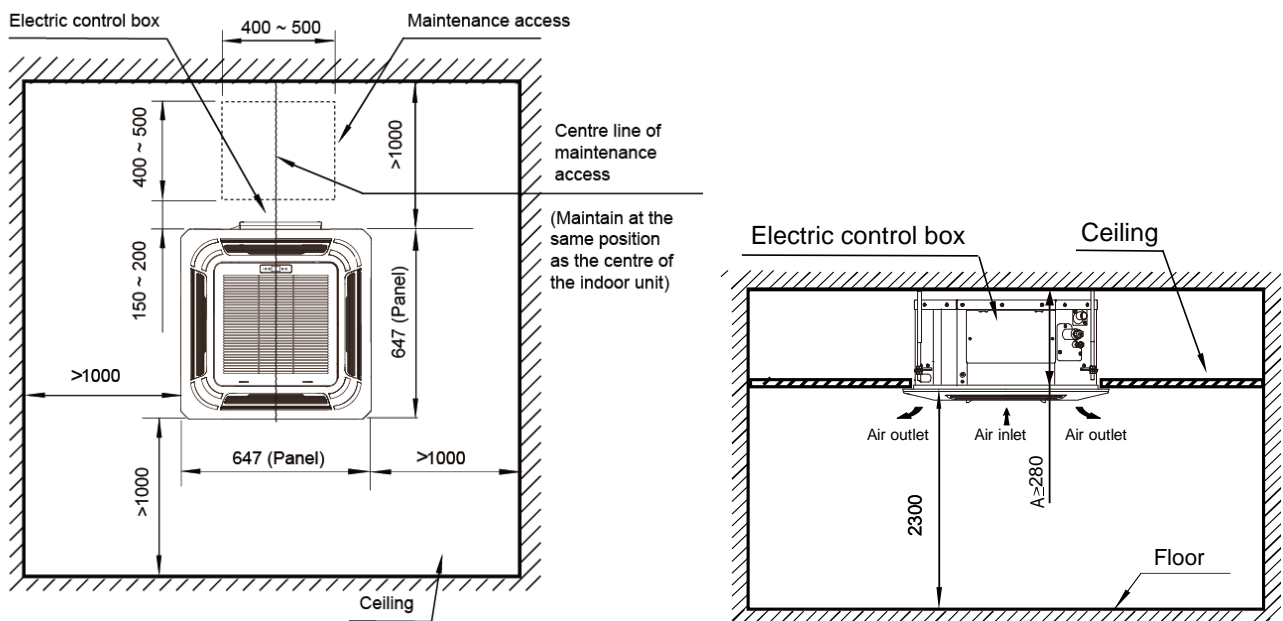 Electric control box
400 ~ 500
Maintenance access
400 ~ 500
>1000
Centre line of
maintenance
access
(Maintain at the
same position
as the centre of
the indoor unit)
150 ~ 200
647 (Panel)
>1000
647 (Panel)
>1000
>1000
Ceiling
Electric control box
Ceiling
Air outlet
Air inlet
Air outlet
A≥280
2300
Floor